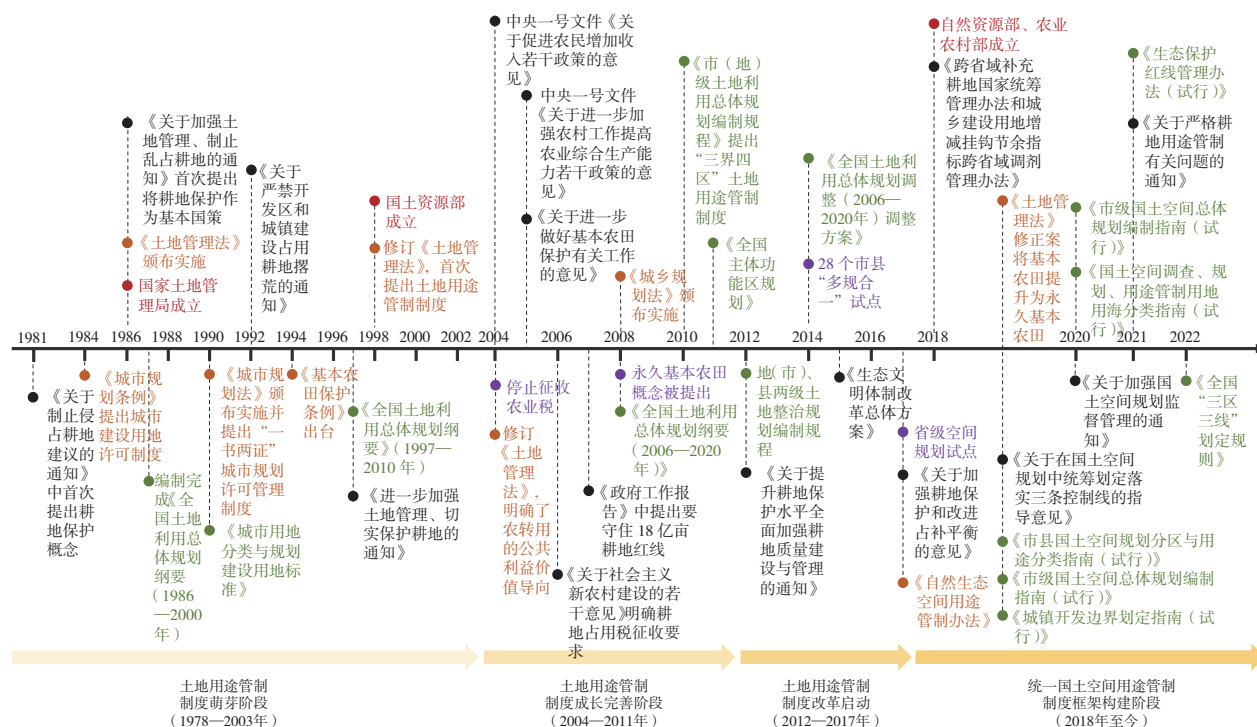 《关于加强土
地管理、制止
乱占耕地的通
知》首次提出
将耕地保护作
为基本国策
《土地管理法》
颁布实施
国家土地管
理局成立
《关于
严禁开
发区和
城镇建
设占用
耕地撂
荒的通
知》
国土资源部
成立
修订《土地管
理法》，首次
提出土地用途
管制制度
中央一号文件《关
于促进农民增加收
入若干政策的意
见》
中央一号文件
《关于进一步加
强农村工作提高
农业综合生产能
力若干政策的意
见》
《关于进一步
做好基本农田
保护有关工作
的意见》
《城乡规
划法》颁
布实施
《市（地）
级土地利
用总体规
划编制规
程》提出
“三界四
区”土地
用途管制
制度
《全国
主体功
能区规
划》
《全国土地利
用总体规划调
整（2006—
2020年）调整
方案》
28 个市县
“多规合
一”试点
自然资源部、农业
农村部成立
《跨省域补充
耕地国家统筹
管理办法和城
乡建设用地增
减挂钩节余指
标跨省域调剂
管理办法》
《土地
管理法》
修正案
将基本
农田提
升为永
久基本
农田
《生态保护
红线管理办
法（试行）》
《关于严格耕
地用途管制
有关问题的
通知》
《市级国土空间总体
规划编制指南（试
行）》
《国土空间调查、规
划、用途管制用地
用海分类指南（试
行）》
1981 1984 1986 1988 1990 1992 1994 1996 1998 2000 2002 2004 2006 2008 2010 2012 2014 2016 2018 2020 2021 2022
《关于
制止侵
占耕地
建议的
通知》
中首次
提出耕
地保护
概念
《城市规
划条例》
提出城市
建设用地
许可制度
编制完
成《全
国土地
利用总
体规划
纲要
（1986
—2000
年）
《城市规
划法》颁
布实施并
提出“一
书两证”
城市规划
许可管理
制度
《城市用地
分类与规划
建设用地标
准》
《基本农
田保护
条例》
出台
《全国土地利
用总体规划纲
要》（1997—
2010 年）
《进一步加强
土地管理、切
实保护耕地的
通知》
停止征收
农业税
修订
《土地
管理
法》，
明确了
农转用
的公共
利益价
值导向
《政府工作报
告》中提出要
守住 18 亿亩
耕地红线
《关于社会主义
新农村建设的若
干意见》明确耕
地占用税征收要
求
永久基本农田
概念被提出
《全国土地利用
总体规划纲要
（2006—2020
年）》
地(市)、
县两级土
地整治规
划编制规
程
《关于提
升耕地保
护水平全
面加强耕
地质量建
设与管理
的通知》
《生态文
明体制改
革总体方
案》
省级空间
规划试点
《关于加
强耕地保
护和改进
占补平衡
的意见》
《自然生态
空间用途
管制办法》
《关于加强国
土空间规划监
督管理的通
知》
《关于在国土空间
规划中统筹划定落
实三条控制线的指
导意见》
《市县国土空间规划分区与用
途分类指南（试行）》
《市级国土空间总体规划编制
指南（试行）》
《城镇开发边界划定指南（试
行）》
《全国
“三区
三线”
划定规
则》
土地用途管制
制度萌芽阶段
（1978—2003年）
土地用途管制
制度成长完善阶段
（2004—2011年）
土地用途管制
制度改革启动
（2012—2017年）
统一国土空间用途管制
制度框架构建阶段
（2018年至今）